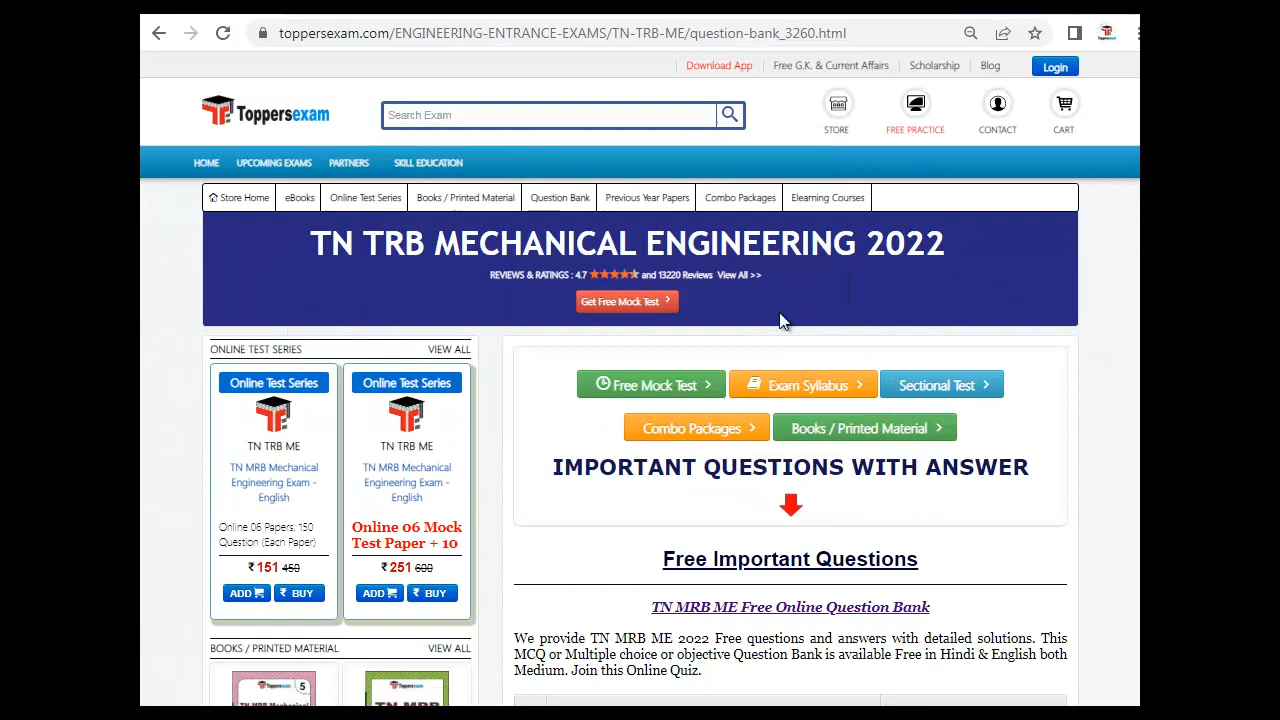 toppersexam.com/ENGINEERING-ENTRANCE-EXAMS/TN-TRB-ME/question-bank_3260.html
Download App
Free G.K. & Current Affairs
Scholarship
Blog
Login
Toppersexam
Search Exam
STORE
FREE PRACTICE
CONTACT
CART
HOME
UPCOMING EXAMS
PARTNERS
SKILL EDUCATION
Store Home
eBooks
Online Test Series
Books / Printed Material
Question Bank
Previous Year Papers
Combo Packages
Elearning Courses
TN TRB MECHANICAL ENGINEERING 2022
REVIEWS & RATINGS : 4.7 and 13220 Reviews View All >>
Get Free Mock Test
ONLINE TEST SERIES
VIEW ALL
Online Test Series
TN TRB ME
TN MRB Mechanical
Engineering Exam -
English
Online 06 Papers, 150
Question (Each Paper)
₹ 151 450
ADD
₹ BUY
Online Test Series
TN TRB ME
TN MRB Mechanical
Engineering Exam -
English
Online 06 Mock
Test Paper + 10
₹ 251 600
ADD
₹ BUY
BOOKS / PRINTED MATERIAL
VIEW ALL
Toppersexam
5
TN MRB Mechanical
Toppersexam
TN MRB
Free Mock Test
Exam Syllabus
Sectional Test
Combo Packages
Books / Printed Material
IMPORTANT QUESTIONS WITH ANSWER
Free Important Questions
TN MRB ME Free Online Question Bank
We provide TN MRB ME 2022 Free questions and answers with detailed solutions. This
MCQ or Multiple choice or objective Question Bank is available Free in Hindi & English both
Medium. Join this Online Quiz.